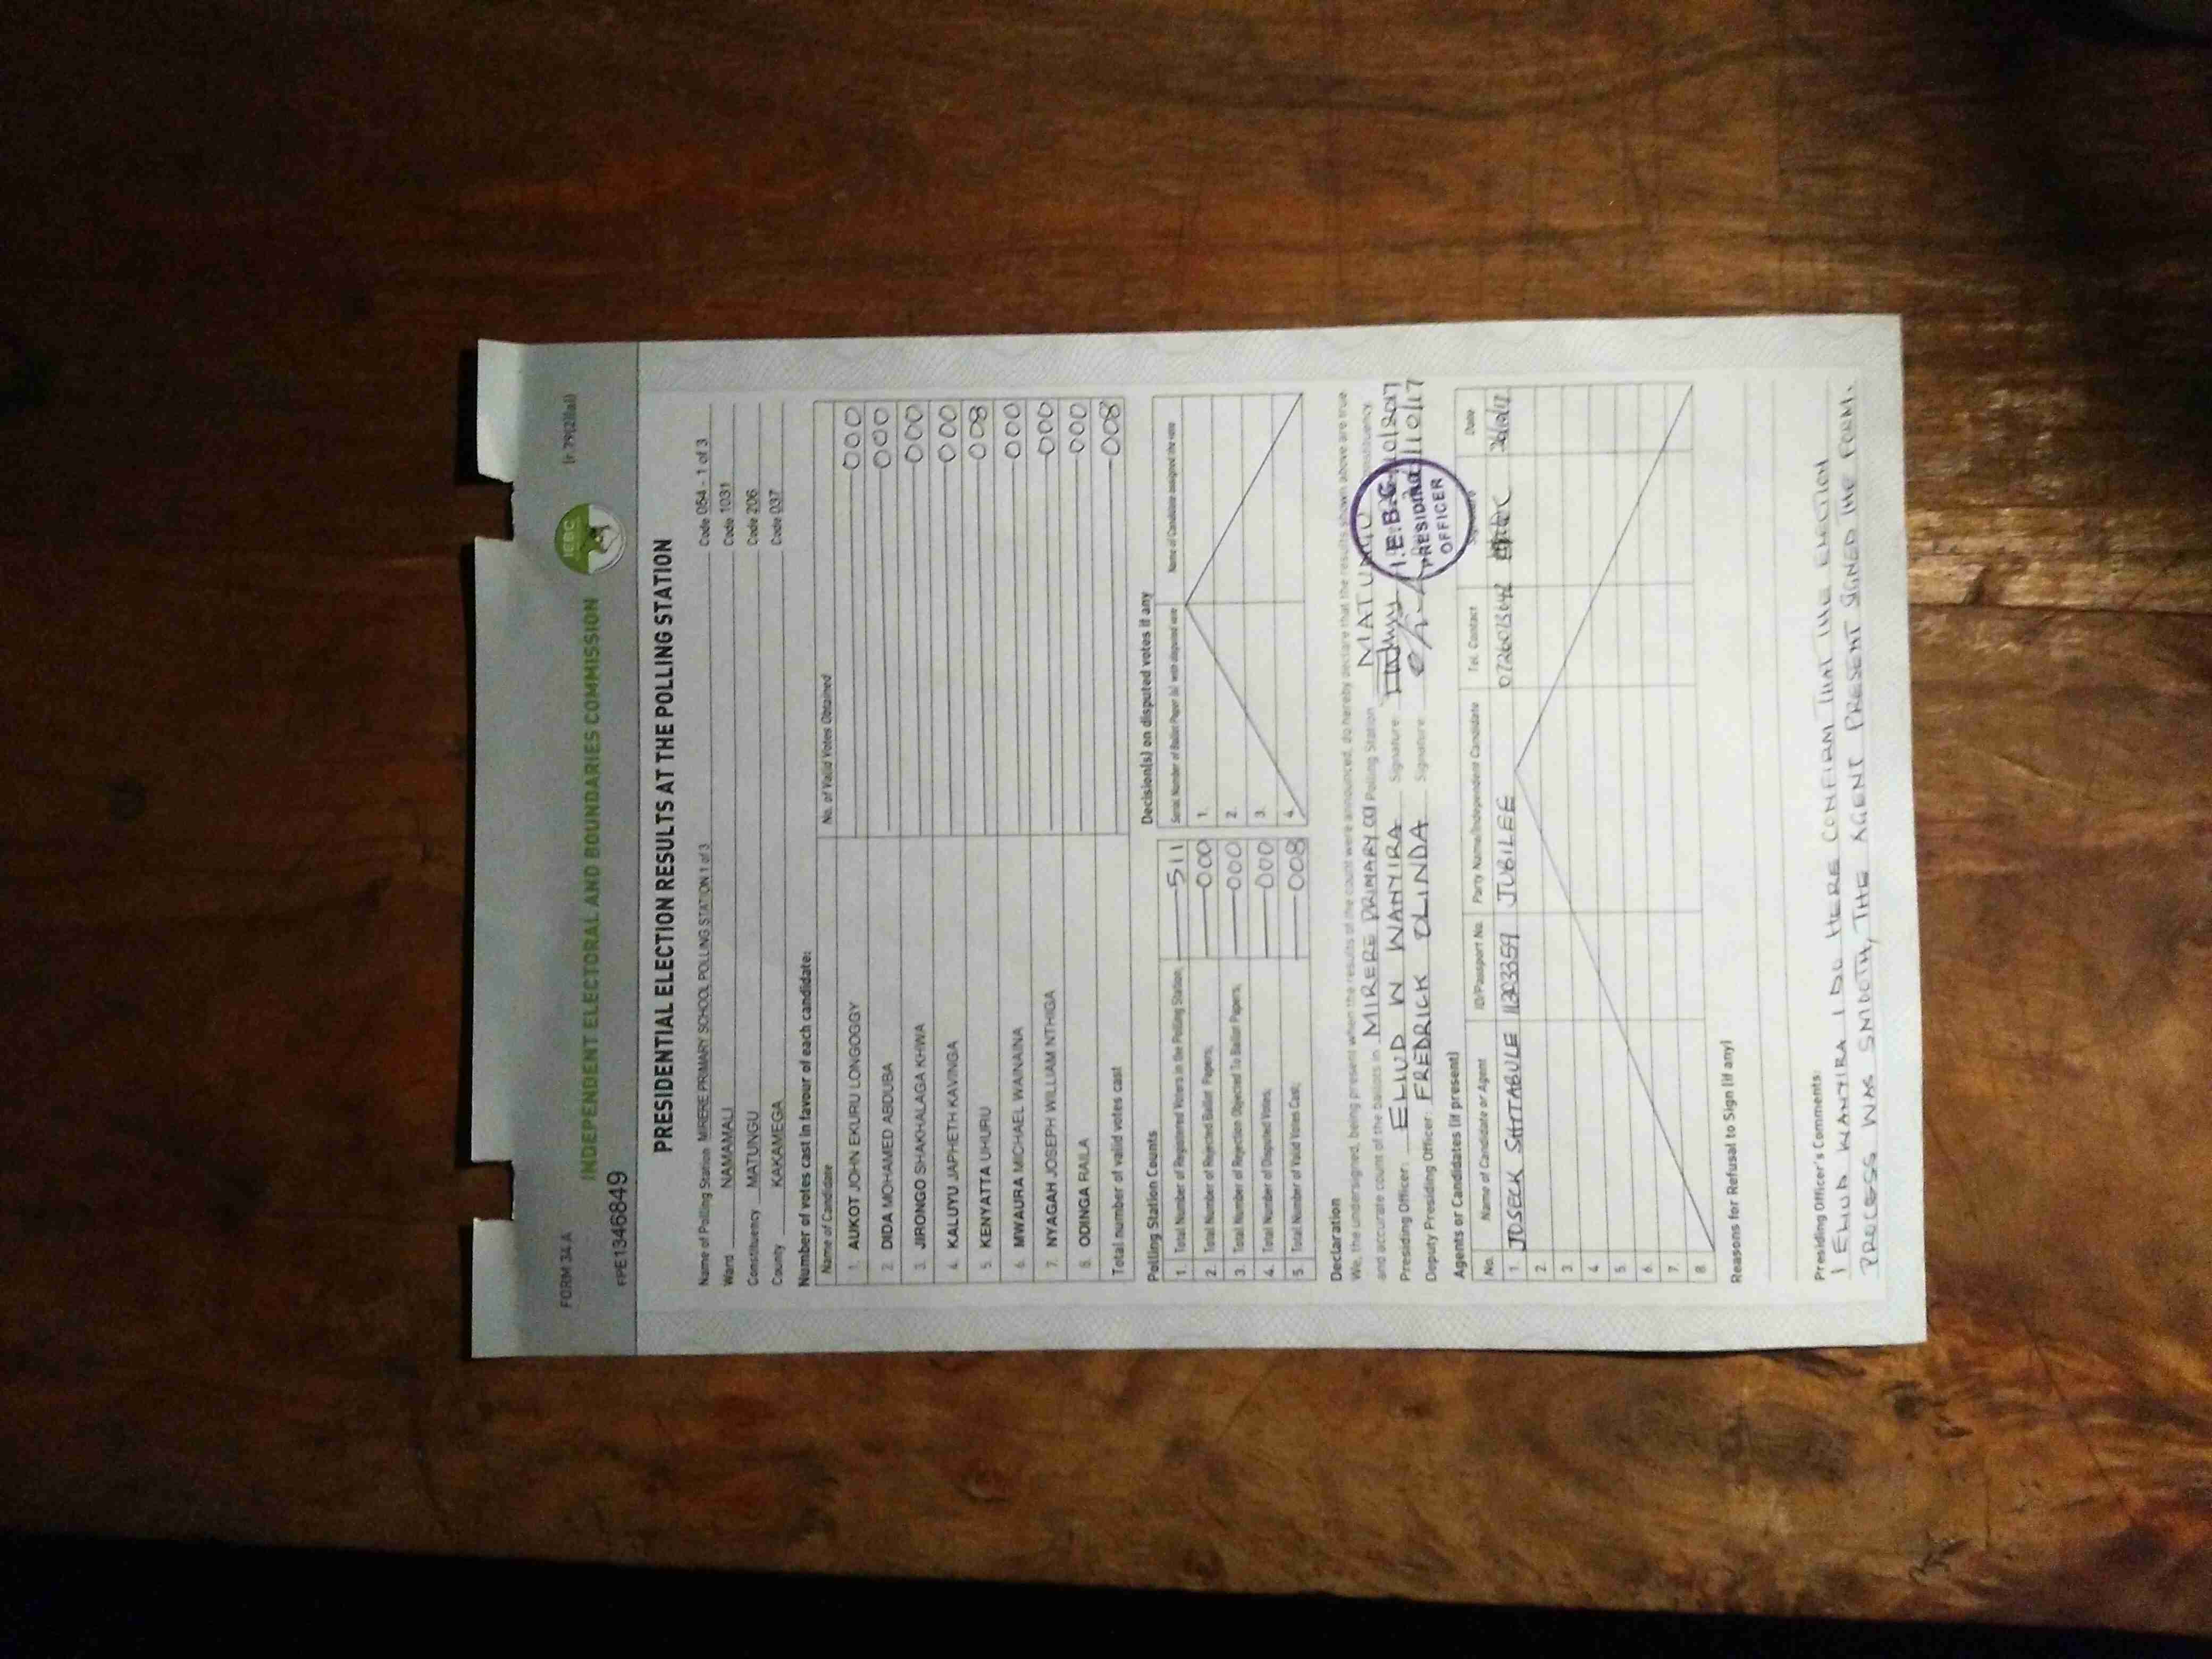 FORM 34 A
(r.79(2)(a))
INDEPENDENT ELECTORAL AND BOUNDARIES COMMISSION
IEBC
FPE1346849
PRESIDENTIAL ELECTION RESULTS AT THE POLLING STATION
Name of Polling Station MIRERE PRIMARY SCHOOL POLLING STATION 1 of 3 Code 064 - 1 of 3
Ward NAMAMALI Code 1031
Constituency MATUNGU Code 206
County KAKAMEGA Code 037
Number of votes cast in favour of each candidate:
Name of Candidate No. of Valid Votes Obtained
1. AUKOT JOHN EKURU LONGOGGY 000
2. DIDA MOHAMED ABDUBA 000
3. JIRONGO SHAKHALAGA KHWA 000
4. KALUYU JAPHETH KAVINGA 000
5. KENYATTA UHURU 008
6. MWAURA MICHAEL WAINAINA 000
7. NYAGAH JOSEPH WILLIAM NTHIGA 000
8. ODINGA RAILA 000
Total number of valid votes cast 008
Polling Station Counts
1. Total Number of Registered Voters in the Polling Station; 511
2. Total Number of Rejected Ballot Papers; 000
3. Total Number of Rejection Objected To Ballot Papers; 000
4. Total Number of Disputed Votes; 000
5. Total Number of Valid Votes Cast; 008
Decision(s) on disputed votes if any
Serial Number of Ballot Paper (s) with disputed vote Name of Candidate assigned the vote
1.
2.
3.
4.
Declaration
We, the undersigned, being present when the results of the count were announced, do hereby declare that the results shown above are true
and accurate count of the ballots in MIRERE PRIMARY Polling Station MATUNGU Constituency.
Presiding Officer: ELIUD W WANYIRA Signature 10/2017
Deputy Presiding Officer: FREDRICK OLINDA Signature 10/17
I.E.B.C
PRESIDING
OFFICER
Agents or Candidates (if present)
No. Name of Candidate or Agent ID/Passport No. Party Name/Independent Candidate Tel. Contact Signature Date
1. JOSECK SHITABULE JUBILEE
2.
3.
4.
5.
6.
7.
8.
Reasons for Refusal to Sign (if any)
Presiding Officer's Comments:
I ELIUD WANYIRA I DO HERE CONFIRM THAT THE ELECTION
PROCESS WAS SMOOTH, THE AGENT PRESENT SIGNED THE FORM.